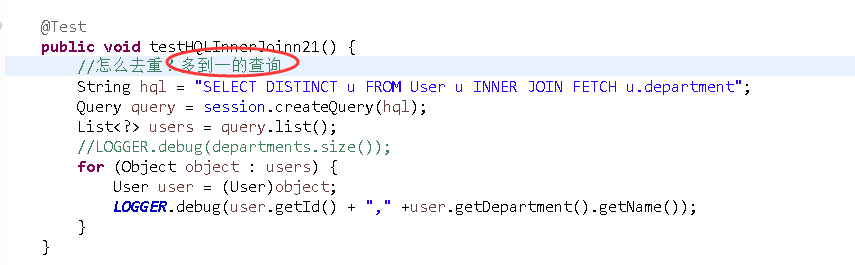 @Test
public void testHQLInnerJoinn21() {
//怎么去重？多到一的查询
String hql = "SELECT DISTINCT u FROM User u INNER JOIN FETCH u.department";
Query query = session.createQuery(hql);
List<?> users = query.list();
//LOGGER.debug(departments.size());
for (Object object : users) {
User user = (User)object;
LOGGER.debug(user.getId() + "," +user.getDepartment().getName());
}
}